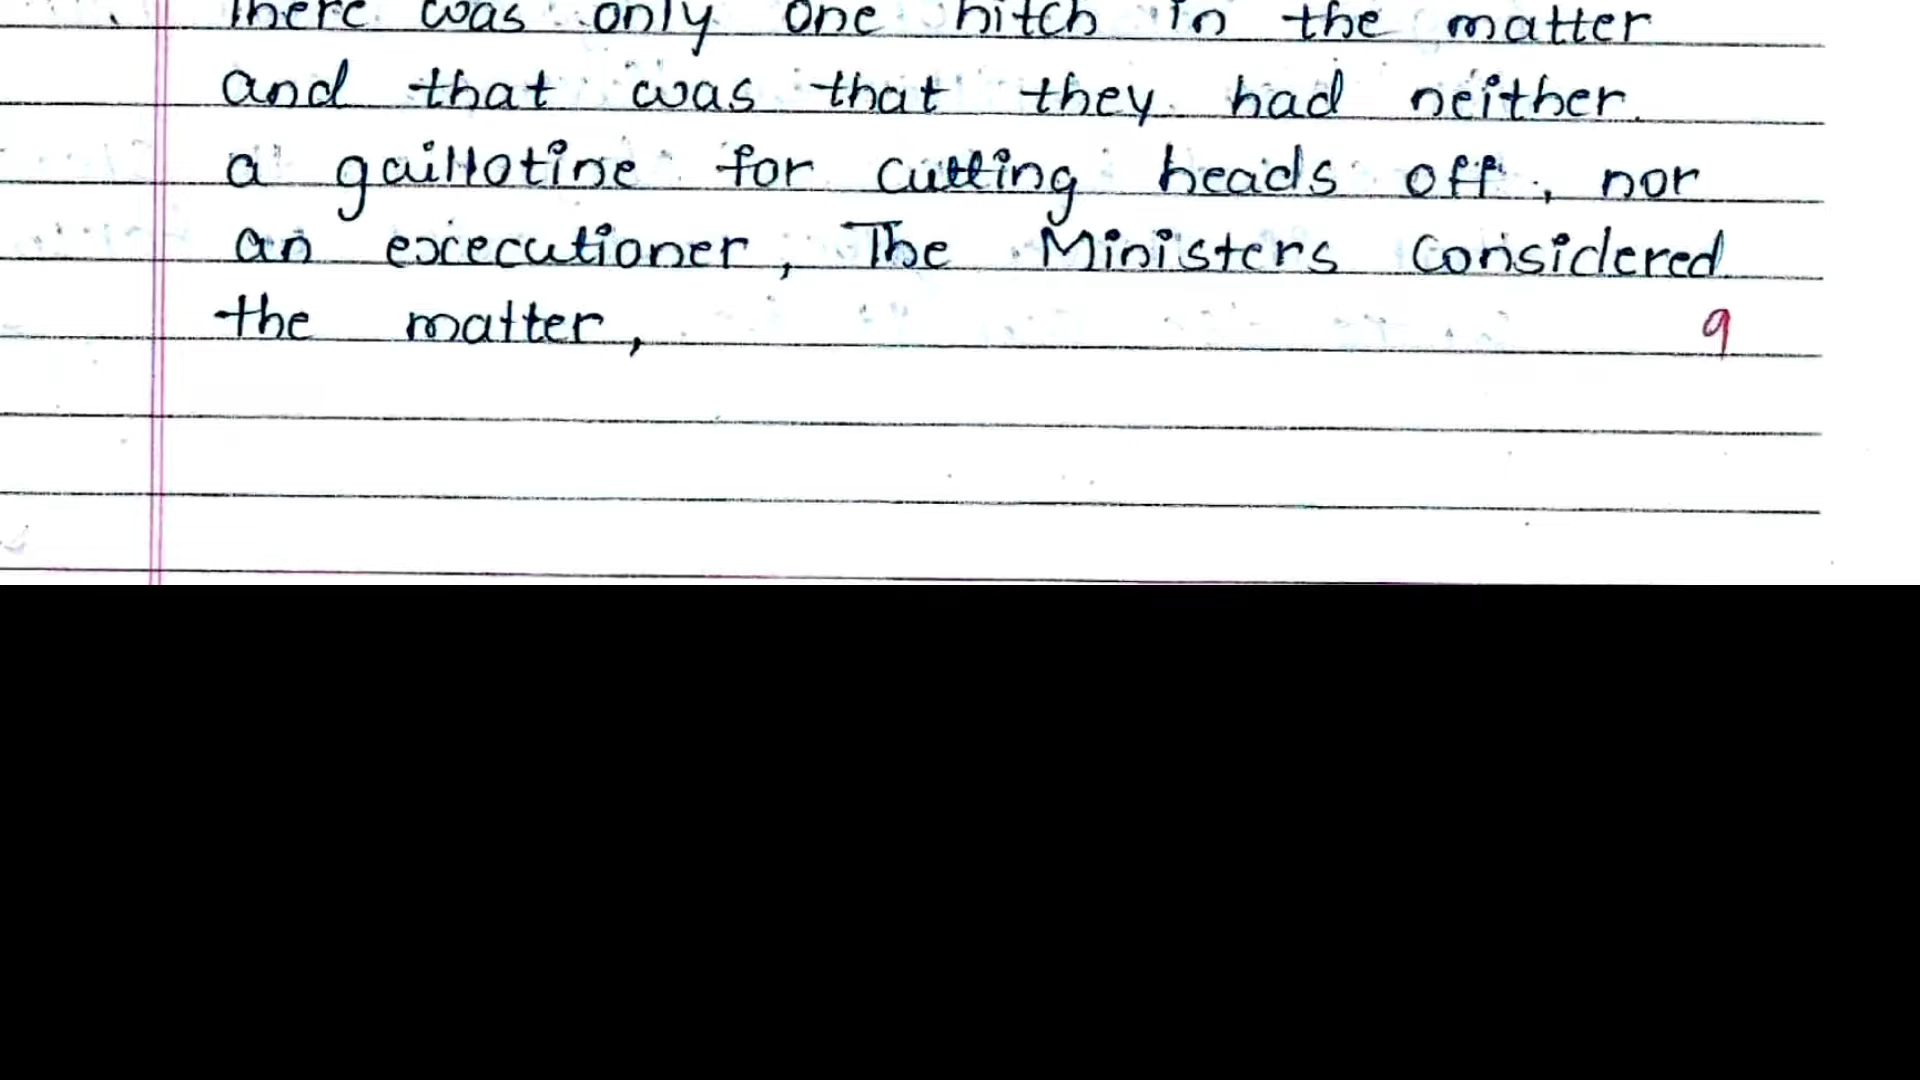 There was only one hitch in the matter
and that was that they had neither
a gaillotine for cutting heads off, nor
an executioner, The Ministers considered
the matter,
9